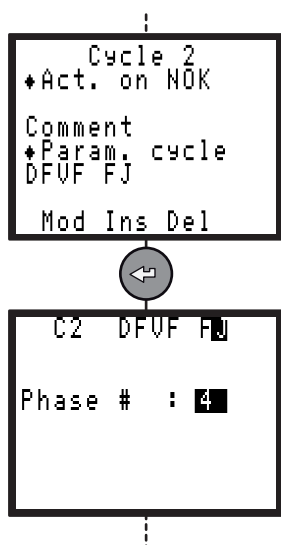 Cycle 2
♦Act. on NOK
Comment
♦Param. cycle
DFVF FJ
Mod Ins Del
C2 DFVF FJ
Phase # : 4